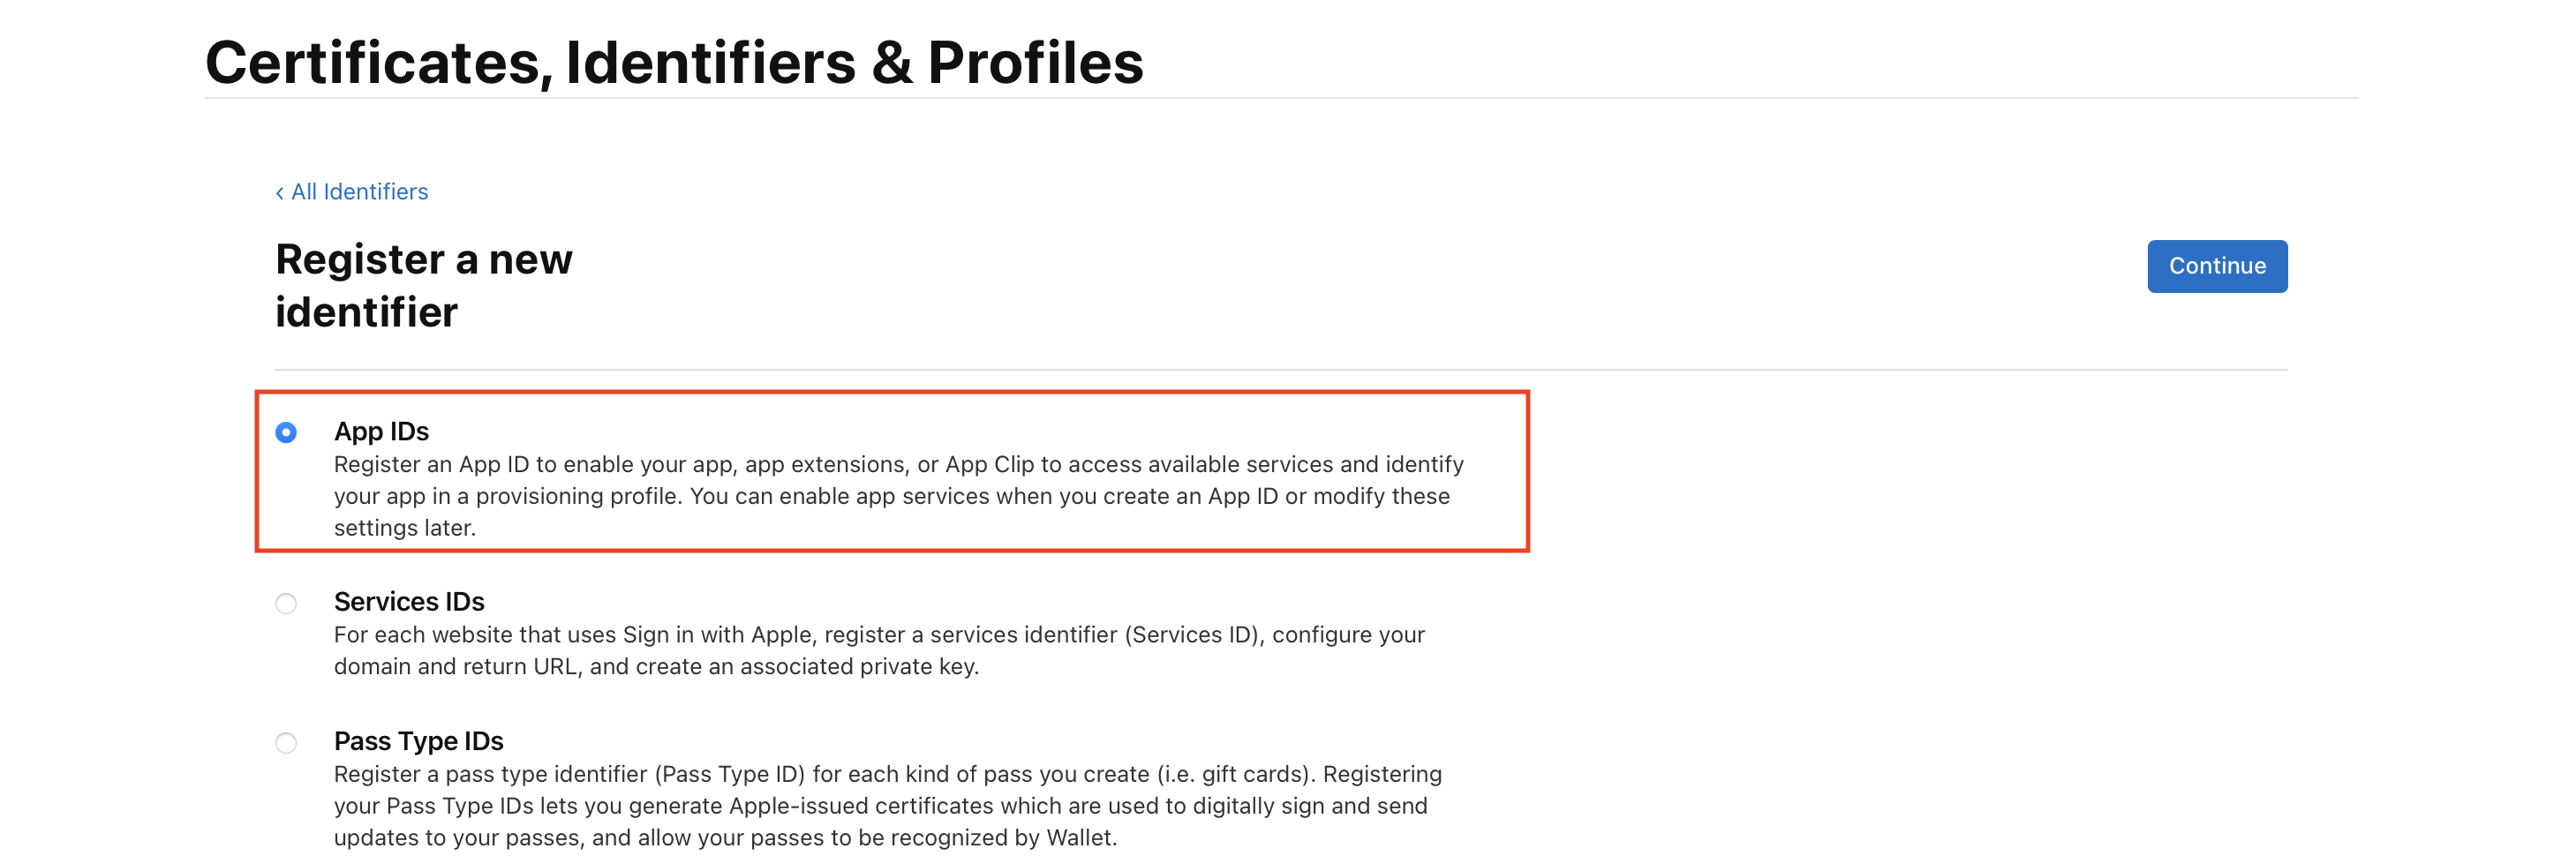 Certificates, Identifiers & Profiles
‹ All Identifiers
Register a new
identifier
Continue
App IDs
Register an App ID to enable your app, app extensions, or App Clip to access available services and identify
your app in a provisioning profile. You can enable app services when you create an App ID or modify these
settings later.
Services IDs
For each website that uses Sign in with Apple, register a services identifier (Services ID), configure your
domain and return URL, and create an associated private key.
Pass Type IDs
Register a pass type identifier (Pass Type ID) for each kind of pass you create (i.e. gift cards). Registering
your Pass Type IDs lets you generate Apple-issued certificates which are used to digitally sign and send
updates to your passes, and allow your passes to be recognized by Wallet.